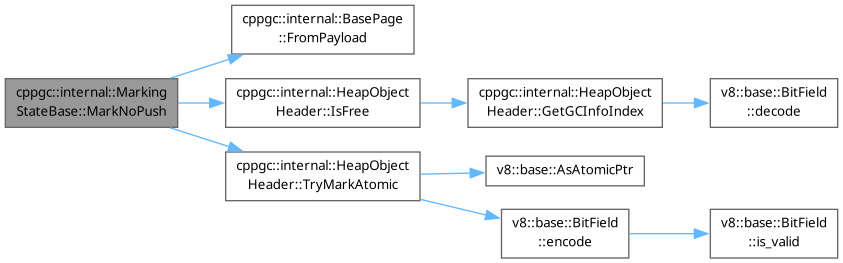 cppgc::internal::BasePage
::FromPayload
cppgc::internal::Marking
StateBase::MarkNoPush
cppgc::internal::HeapObject
Header::IsFree
cppgc::internal::HeapObject
Header::GetGCInfoIndex
v8::base::BitField
::decode
cppgc::internal::HeapObject
Header::TryMarkAtomic
v8::base::AsAtomicPtr
v8::base::BitField
::encode
v8::base::BitField
::is_valid